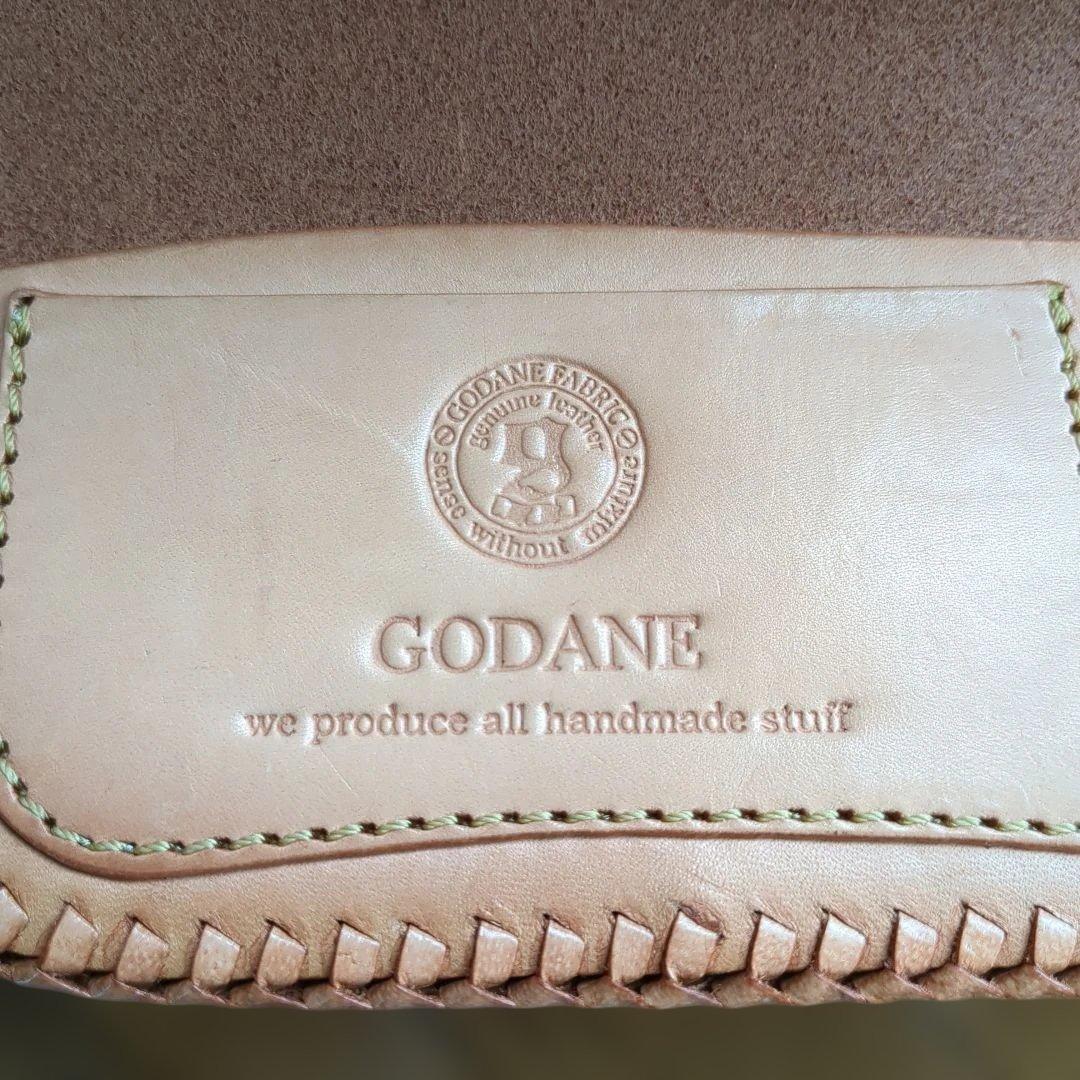 GODANE FABRIC
genuine leather
g
sense without mixture
GODANE
we produce all handmade stuff